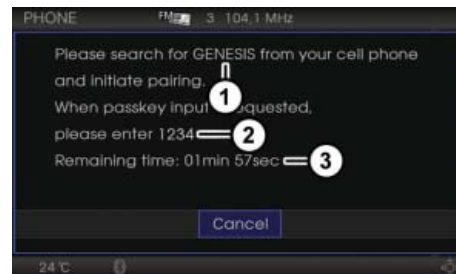 PHONE FM 3 104.1 MHz
Please search for GENESIS from your cell phone
and initiate pairing.
1
When passkey input requested,
please enter 1234 2
Remaining time: 01min 57sec 3
Cancel
24°C